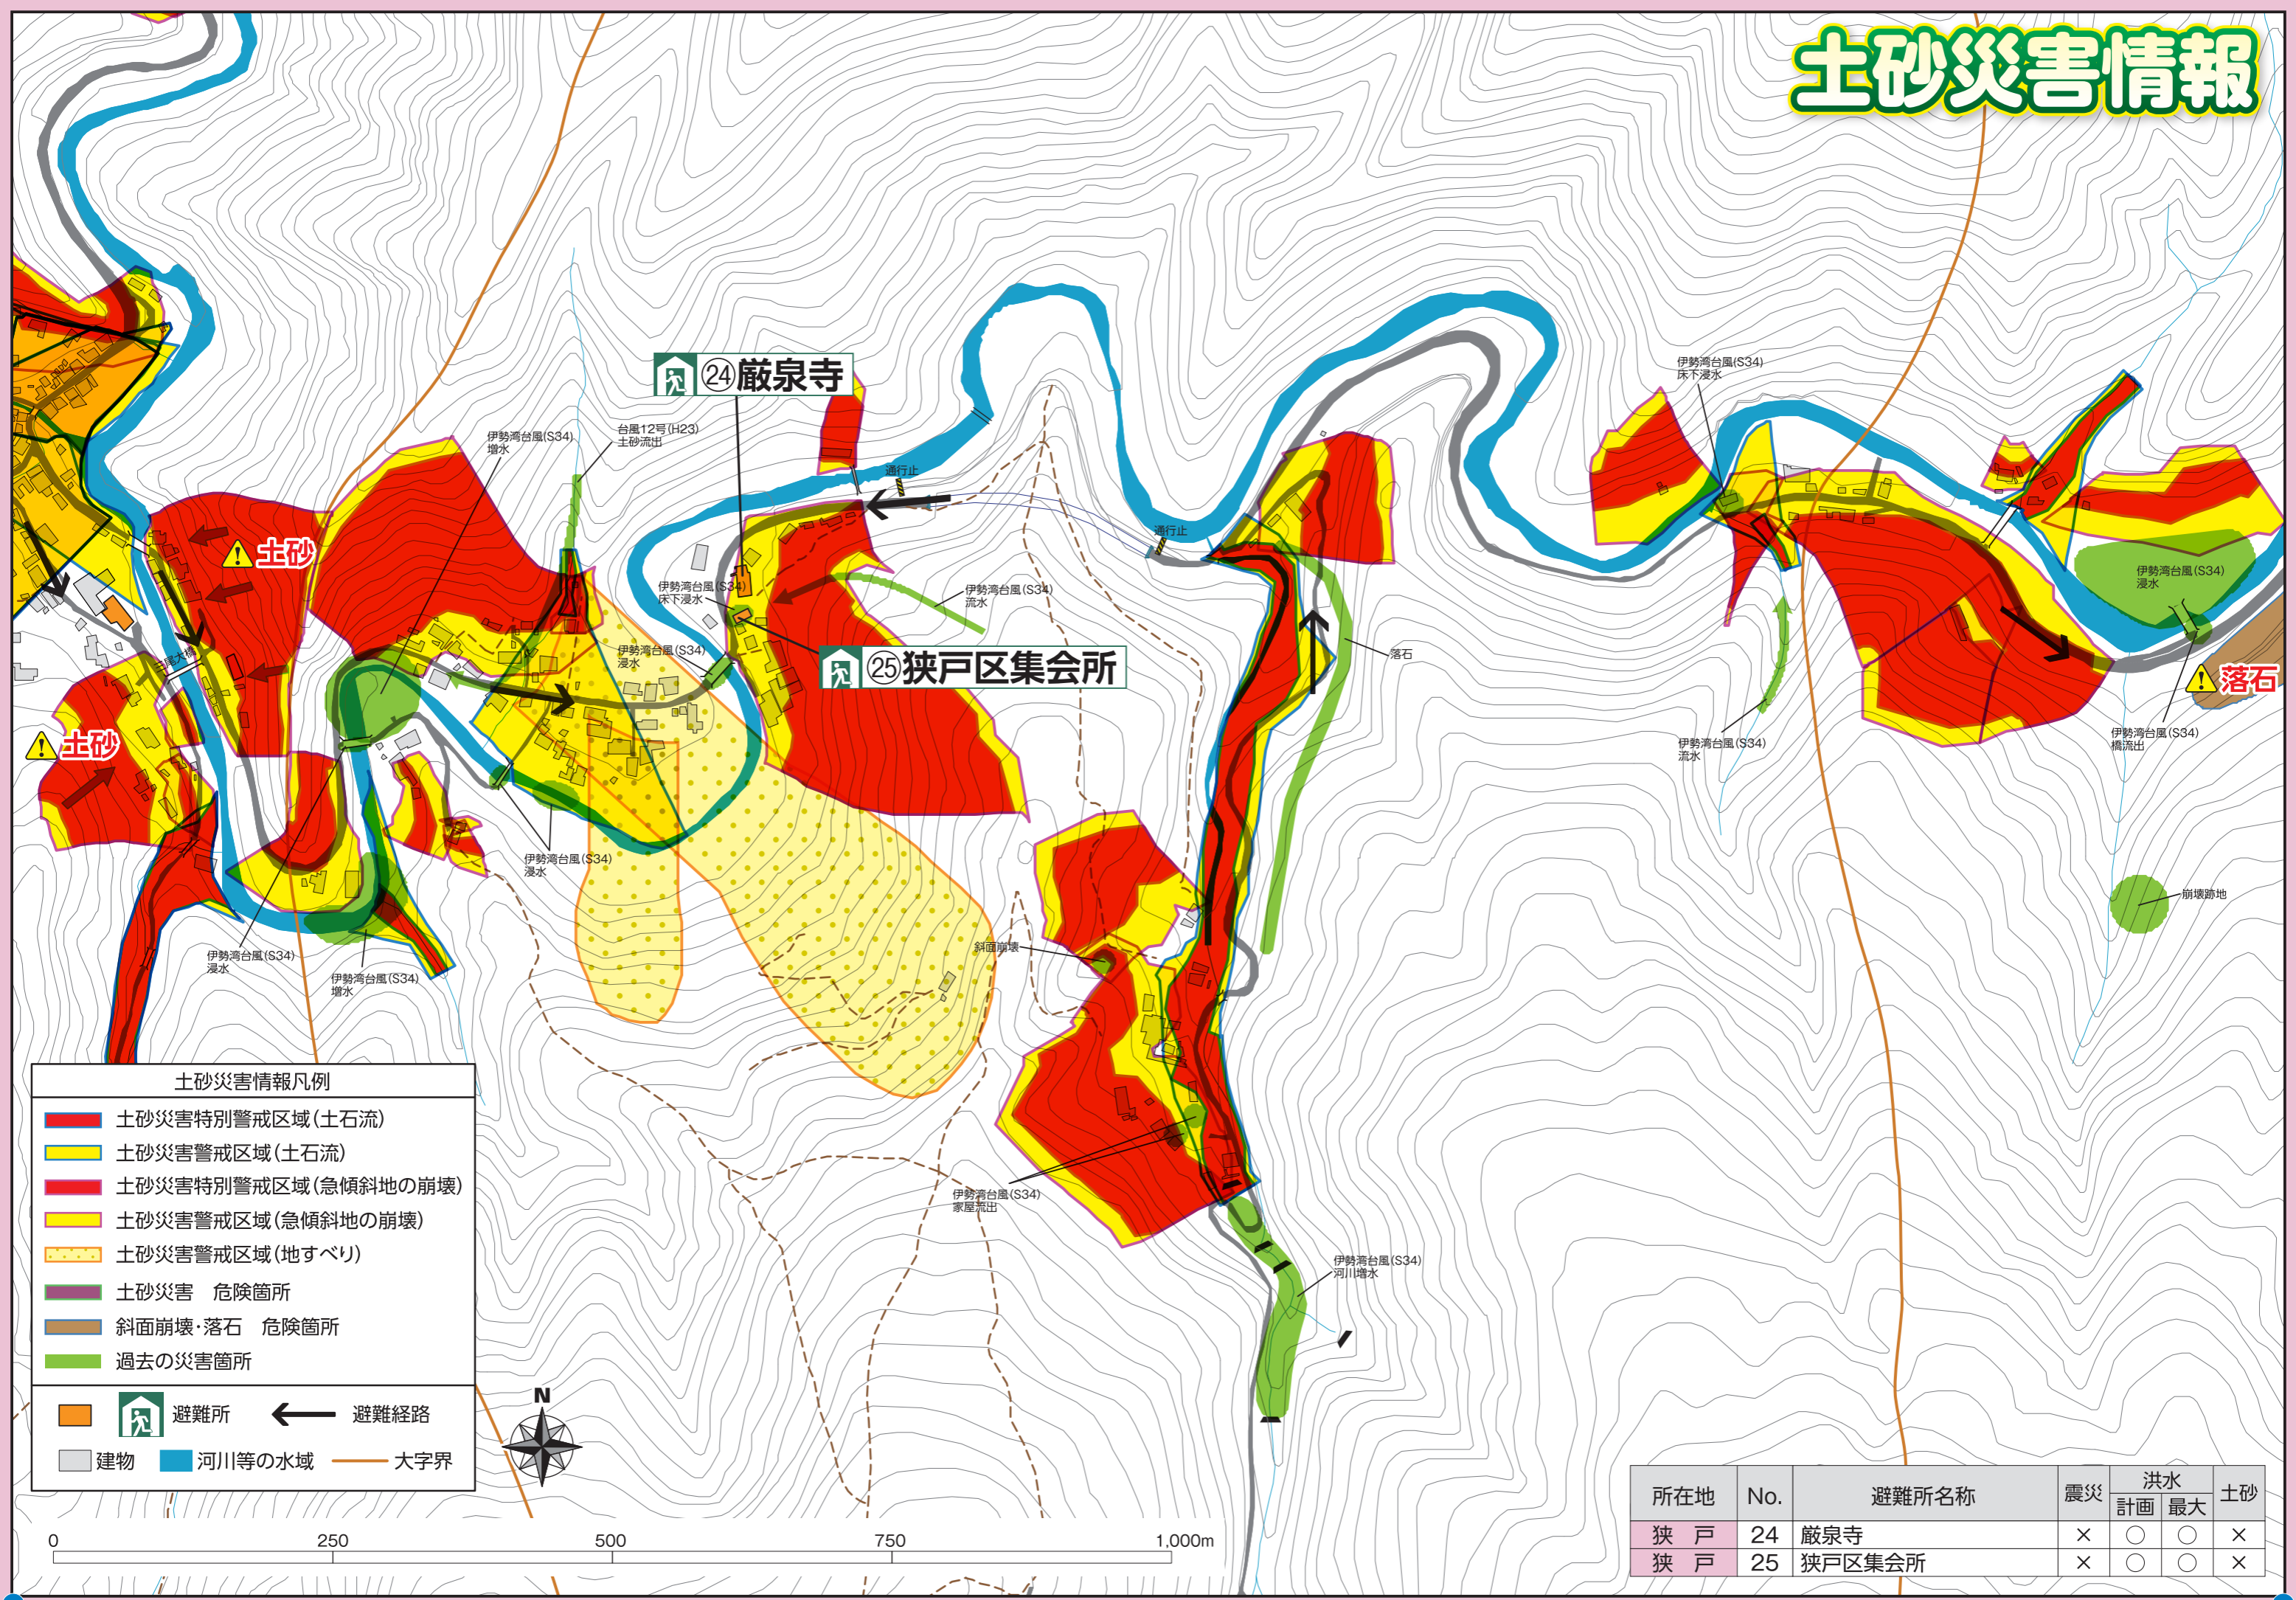 土砂災害情報
伊勢湾台風(S34)
床下浸水
㉔厳泉寺
台風12号(H23)
土砂流出
伊勢湾台風(S34)
増水
通行止
通行止
土砂
伊勢湾台風(S34)
床下浸水
伊勢湾台風(S34)
流水
伊勢湾台風(S34)
浸水
伊勢湾台風(S34)
浸水
㉕狭戸区集会所
落石
三尾大橋
落石
土砂
伊勢湾台風(S34)
流水
伊勢湾台風(S34)
橋流出
伊勢湾台風(S34)
浸水
崩壊跡地
斜面崩壊
伊勢湾台風(S34)
浸水
伊勢湾台風(S34)
増水
伊勢湾台風(S34)
家屋流出
伊勢湾台風(S34)
河川増水
土砂災害情報凡例
土砂災害特別警戒区域(土石流)
土砂災害警戒区域(土石流)
土砂災害特別警戒区域(急傾斜地の崩壊)
土砂災害警戒区域(急傾斜地の崩壊)
土砂災害警戒区域(地すべり)
土砂災害　危険箇所
斜面崩壊・落石　危険箇所
過去の災害箇所
避難所 避難経路
建物 河川等の水域 大字界
N
0 250 500 750 1,000m
所在地 No. 避難所名称 震災 洪水 土砂
計画 最大
狭　戸 24 厳泉寺 × ○ ○ ×
狭　戸 25 狭戸区集会所 × ○ ○ ×